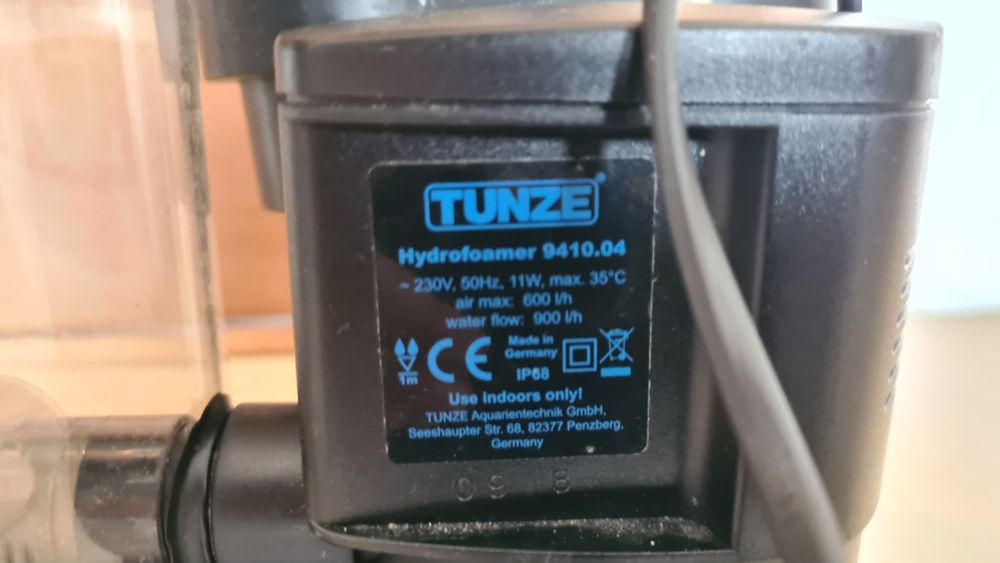 TUNZE®
Hydrofoamer 9410.04
~ 230V, 50Hz, 11W, max. 35°C
air max: 600 l/h
water flow: 900 l/h
1m
CE
Made in
Germany
IP68
Use indoors only!
TUNZE Aquarientechnik GmbH,
Seeshaupter Str. 68, 82377 Penzberg,
Germany
09 8